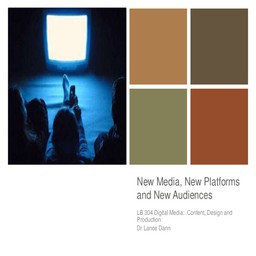 New Media, New Platforms
and New Audiences
LB 304 Digital Media: Content, Design and
Production
Dr Lance Dann